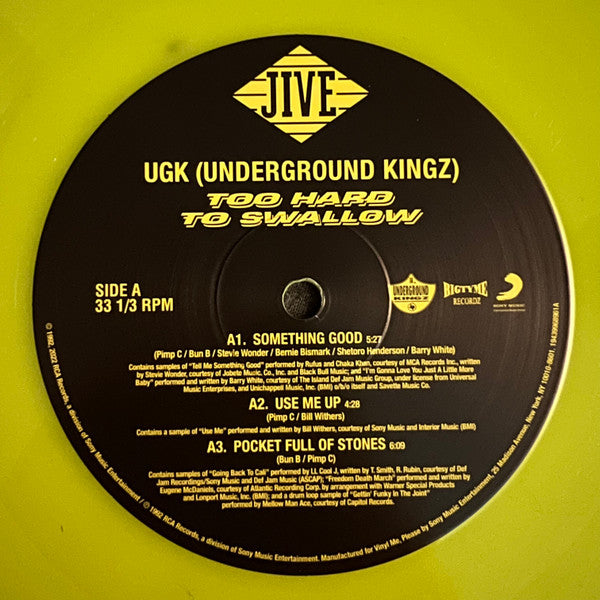 JIVE
UGK (UNDERGROUND KINGZ)
TOO HARD
TO SWALLOW
SIDE A
33 1/3 RPM
UNDERGROUND
KINGZ
BIGTYME
RECORDZ
SONY MUSIC
A1. SOMETHING GOOD 5:27
(Pimp C / Bun B / Stevie Wonder / Bernie Bismark / Shetoro Henderson / Barry White)
Contains samples of "Tell Me Something Good" performed by Rufus and Chaka Khan, courtesy of MCA Records Inc., written
by Stevie Wonder, courtesy of Jobete Music. Co, Inc. and Black Bull Music; and "I'm Gonna Love You Just A Little More
Baby" performed and written by Barry White, courtesy of The Island Def Jam Music Group, under license from Universal
Music Enterprises, and Unichappell Music, Inc. (BMI) o/b/o itself and Savette Music Co.
A2. USE ME UP 4:28
(Pimp C / Bill Withers)
Contains a sample of "Use Me" performed and written by Bill Withers, courtesy of Sony Music and Interior Music (BMI)
A3. POCKET FULL OF STONES 6:09
(Bun B / Pimp C)
Contains samples of "Going Back To Cali" performed by LL Cool J, written by T. Smith, R. Rubin, courtesy of Def
Jam Recordings/Sony Music and Def Jam Music (ASCAP); "Freedom Death March" performed and written by
Eugene McDaniels, courtesy of Atlantic Recording Corp. by arrangement with Warner Special Products
and Lonport Music, Inc. (BMI); and a drum loop sample of "Gettin' Funky In The Joint"
performed by Mellow Man Ace, courtesy of Capitol Records.
℗ 1992, 2022 RCA Records, a division of Sony Music Entertainment. © 1992 RCA Records, a division of Sony Music Entertainment. Manufactured for Vinyl Me, Please by Sony Music Entertainment, 25 Madison Avenue, New York, NY 10010-8601. 19439968981A